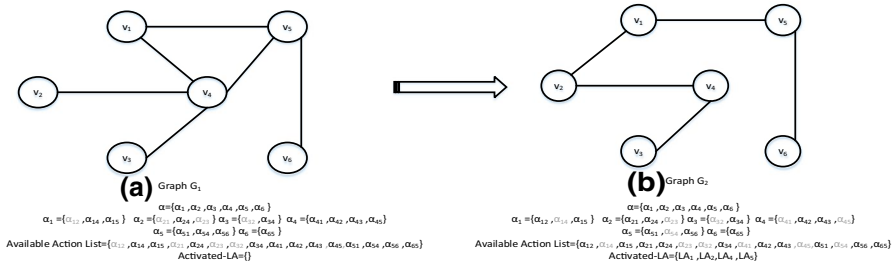 v₁
v₅
v₂
v₄
v₃
v₆
(a) Graph G₁
α={α₁ ,α₂ ,α₃ ,α₄ ,α₅ ,α₆ }
α₁ ={α₁₂ ,α₁₄ ,α₁₅ } α₂ ={α₂₁ ,α₂₄ ,α₂₃ } α₃ ={α₃₂ ,α₃₄ } α₄ ={α₄₁ ,α₄₂ ,α₄₃ ,α₄₅}
α₅ ={α₅₁ ,α₅₄ ,α₅₆ } α₆ ={α₆₅ }
Available Action List={α₁₂ ,α₁₄ ,α₁₅ ,α₂₁ ,α₂₄ ,α₂₃ ,α₃₂ ,α₃₄ ,α₄₁ ,α₄₂ ,α₄₃ ,α₄₅,α₅₁ ,α₅₄ ,α₅₆ ,α₆₅}
Activated-LA={}
v₁
v₅
v₂
v₄
v₃
v₆
(b) Graph G₂
α={α₁ ,α₂ ,α₃ ,α₄ ,α₅ ,α₆ }
α₁ ={α₁₂ ,α₁₄ ,α₁₅ } α₂ ={α₂₁ ,α₂₄ ,α₂₃ } α₃ ={α₃₂ ,α₃₄ } α₄ ={α₄₁ ,α₄₂ ,α₄₃ ,α₄₅}
α₅ ={α₅₁ ,α₅₄ ,α₅₆ } α₆ ={α₆₅}
Available Action List={α₁₂ ,α₁₄ ,α₁₅ ,α₂₁ ,α₂₄ ,α₂₃ ,α₃₂ ,α₃₄ ,α₄₁ ,α₄₂ ,α₄₃ ,α₄₅ ,α₅₁ ,α₅₄ ,α₅₆ ,α₆₅}
Activated-LA={LA₁ ,LA₂,LA₄ ,LA₅}